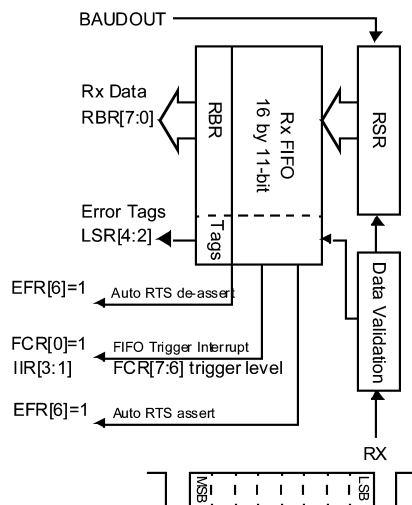 BAUDOUT
Rx Data
RBR[7:0]
RBR
Rx FIFO
16 by 11-bit
RSR
Error Tags
LSR[4:2]
Tags
Data Validation
EFR[6]=1
Auto RTS de-assert
FCR[0]=1
FIFO Trigger Interrupt
IIR[3:1]
FCR[7:6] trigger level
EFR[6]=1
Auto RTS assert
RX
MSB
LSB